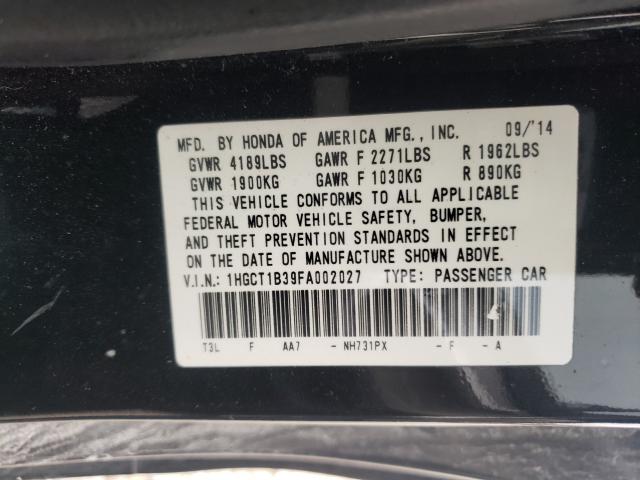 MFD. BY HONDA OF AMERICA MFG., INC. 09/'14
GVWR 4189LBS GAWR F 2271LBS R 1962LBS
GVWR 1900KG GAWR F 1030KG R 890KG
THIS VEHICLE CONFORMS TO ALL APPLICABLE
FEDERAL MOTOR VEHICLE SAFETY, BUMPER,
AND THEFT PREVENTION STANDARDS IN EFFECT
ON THE DATE OF MANUFACTURE SHOWN ABOVE.
V.I.N.: 1HGCT1B39FA002027 TYPE: PASSENGER CAR
T3L F AA7 - NH731PX - F - A